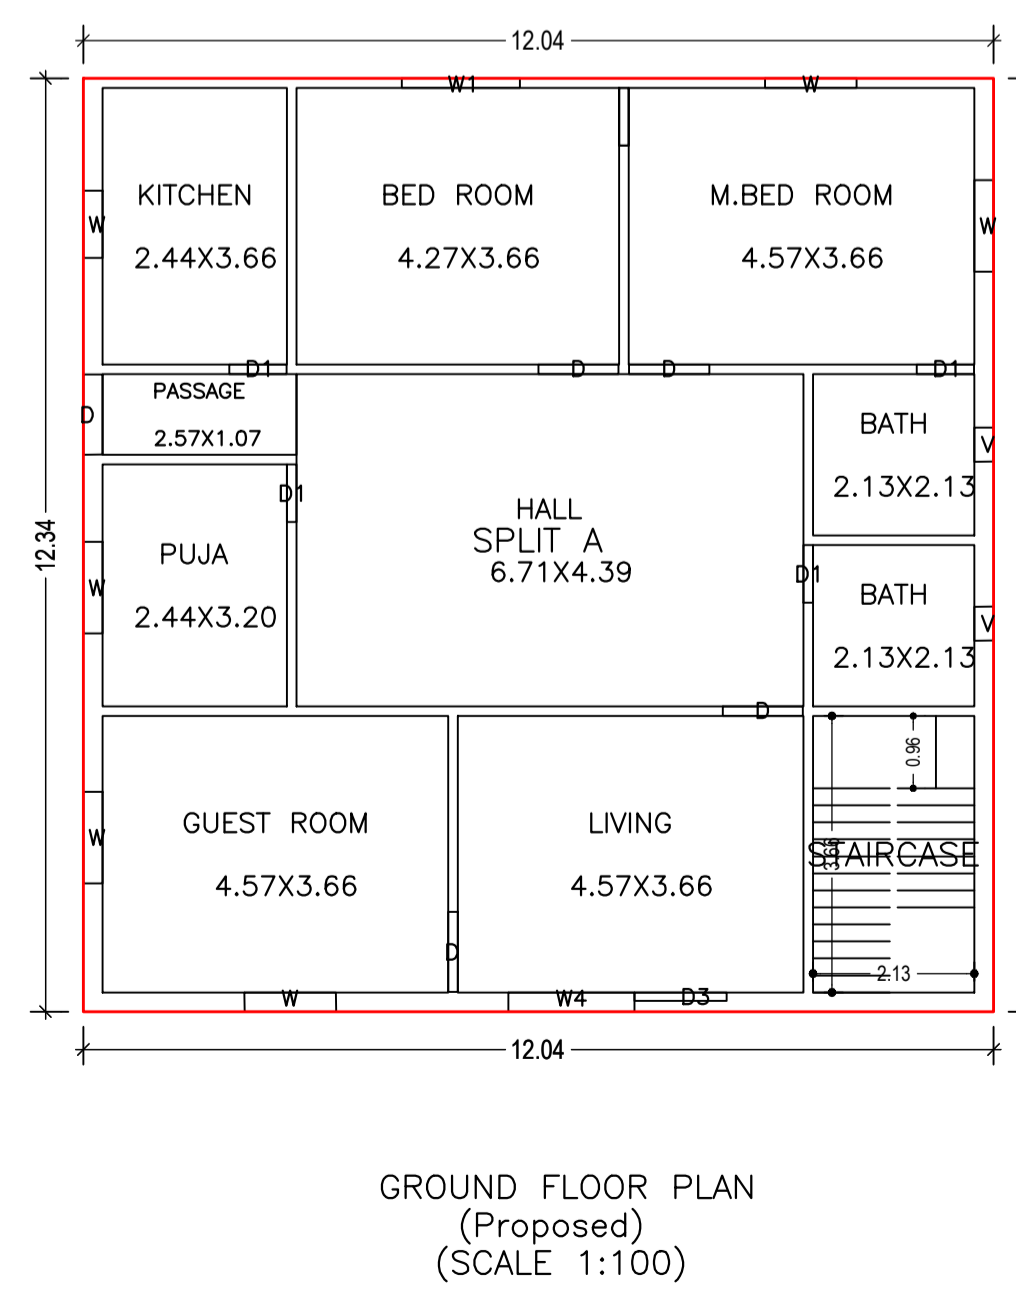 12.04
W1
W
KITCHEN
BED ROOM
M.BED ROOM
W
W
2.44X3.66
4.27X3.66
4.57X3.66
D1
D
D
D1
PASSAGE
D
2.57X1.07
BATH
V
2.13X2.13
D1
HALL
SPLIT A
6.71X4.39
12.34
PUJA
W
2.44X3.20
D1
BATH
V
2.13X2.13
D
0.96
GUEST ROOM
LIVING
W
3.66
STAIRCASE
4.57X3.66
4.57X3.66
D
2.13
W
W4
D3
12.04
GROUND FLOOR PLAN
(Proposed)
(SCALE 1:100)